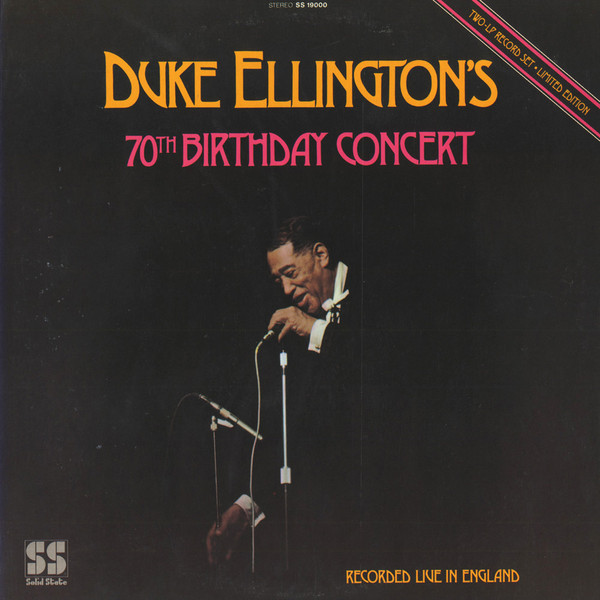 STEREO SS 19000
TWO-LP RECORD SET • LIMITED EDITION
DUKE ELLINGTON'S
70TH BIRTHDAY CONCERT
SS
Solid State
RECORDED LIVE IN ENGLAND